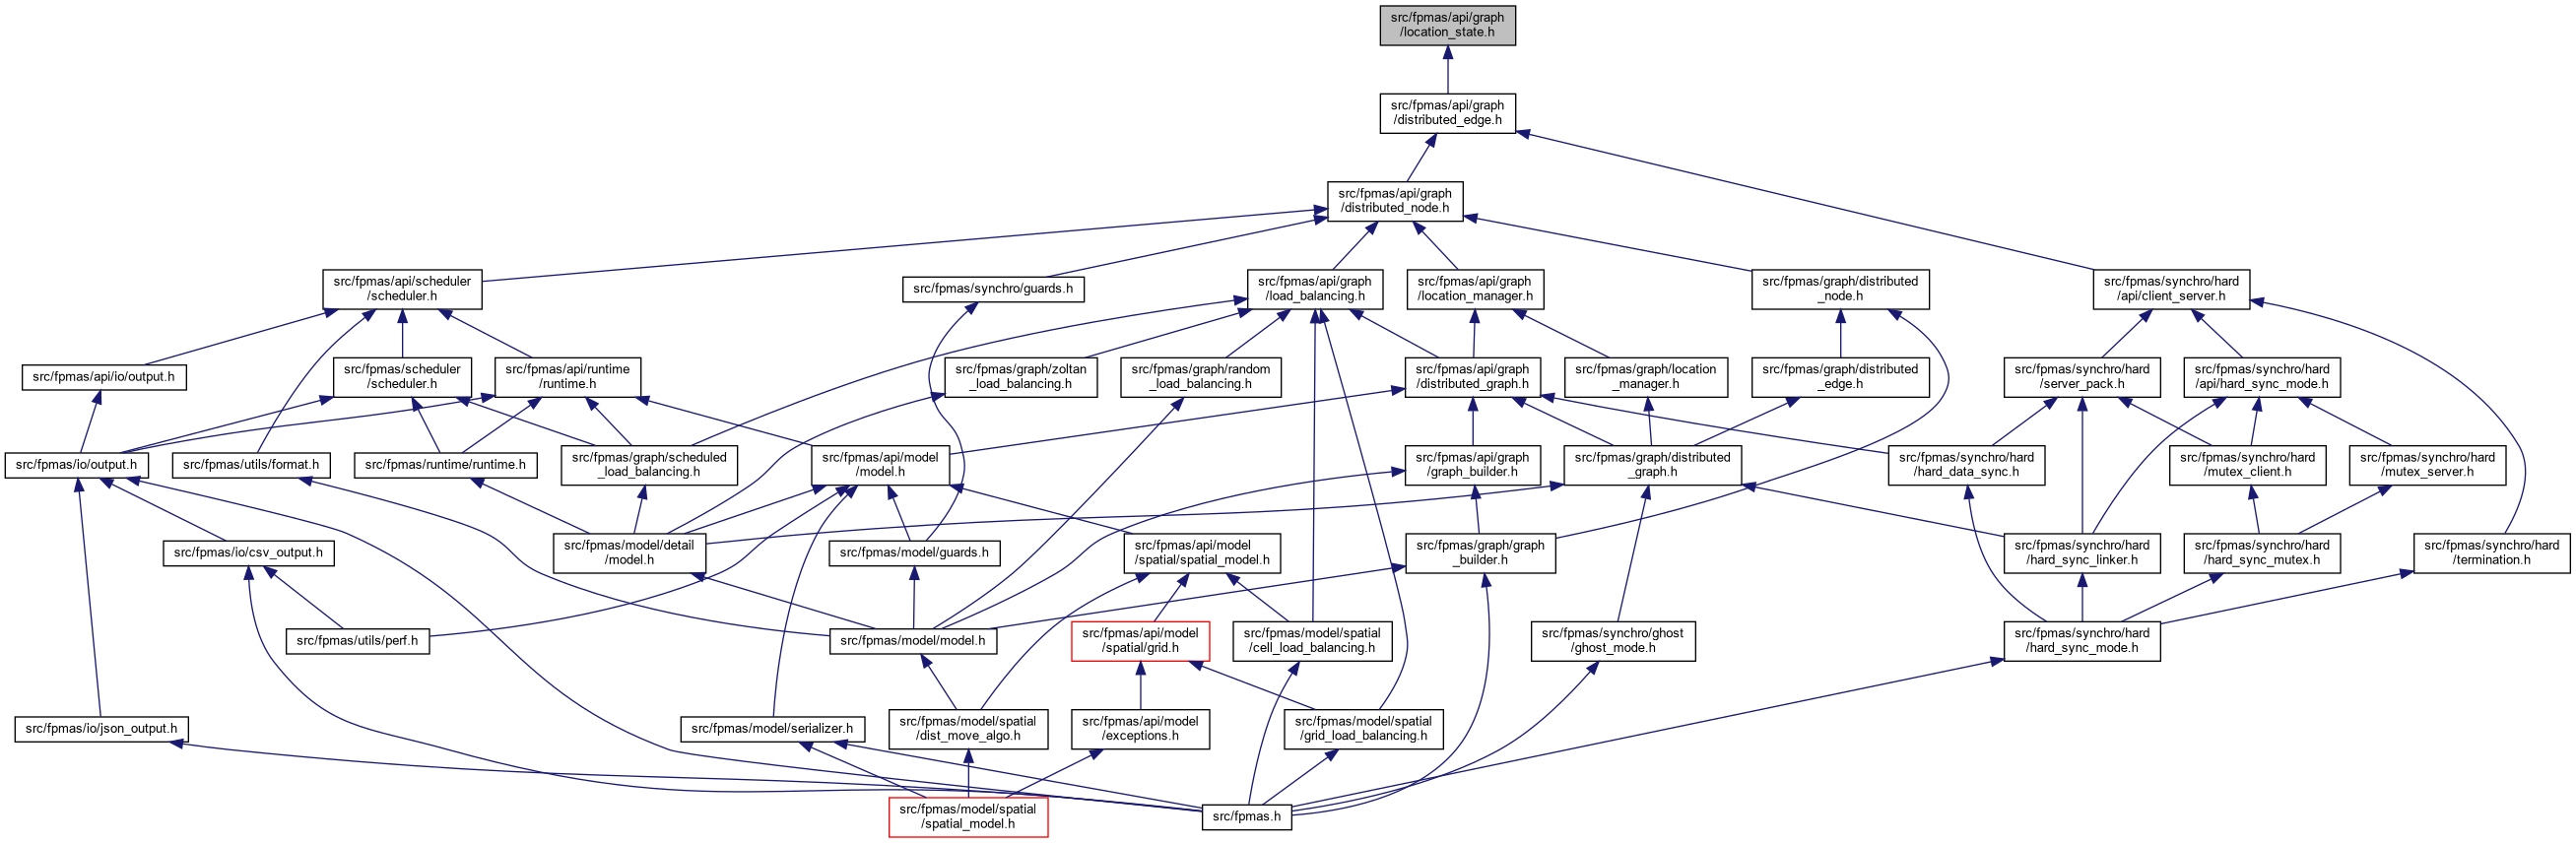 src/fpmas/api/graph
/location_state.h
src/fpmas/api/graph
/distributed_edge.h
src/fpmas/api/graph
/distributed_node.h
src/fpmas/api/scheduler
/scheduler.h
src/fpmas/synchro/guards.h
src/fpmas/api/graph
/load_balancing.h
src/fpmas/api/graph
/location_manager.h
src/fpmas/graph/distributed
_node.h
src/fpmas/synchro/hard
/api/client_server.h
src/fpmas/api/io/output.h
src/fpmas/scheduler
/scheduler.h
src/fpmas/api/runtime
/runtime.h
src/fpmas/graph/zoltan
_load_balancing.h
src/fpmas/graph/random
_load_balancing.h
src/fpmas/api/graph
/distributed_graph.h
src/fpmas/graph/location
_manager.h
src/fpmas/graph/distributed
_edge.h
src/fpmas/synchro/hard
/server_pack.h
src/fpmas/synchro/hard
/api/hard_sync_mode.h
src/fpmas/io/output.h
src/fpmas/utils/format.h
src/fpmas/runtime/runtime.h
src/fpmas/graph/scheduled
_load_balancing.h
src/fpmas/api/model
/model.h
src/fpmas/api/graph
/graph_builder.h
src/fpmas/graph/distributed
_graph.h
src/fpmas/synchro/hard
/hard_data_sync.h
src/fpmas/synchro/hard
/mutex_client.h
src/fpmas/synchro/hard
/mutex_server.h
src/fpmas/io/csv_output.h
src/fpmas/model/detail
/model.h
src/fpmas/model/guards.h
src/fpmas/api/model
/spatial/spatial_model.h
src/fpmas/graph/graph
_builder.h
src/fpmas/synchro/hard
/hard_sync_linker.h
src/fpmas/synchro/hard
/hard_sync_mutex.h
src/fpmas/synchro/hard
/termination.h
src/fpmas/utils/perf.h
src/fpmas/model/model.h
src/fpmas/api/model
/spatial/grid.h
src/fpmas/model/spatial
/cell_load_balancing.h
src/fpmas/synchro/ghost
/ghost_mode.h
src/fpmas/synchro/hard
/hard_sync_mode.h
src/fpmas/io/json_output.h
src/fpmas/model/serializer.h
src/fpmas/model/spatial
/dist_move_algo.h
src/fpmas/api/model
/exceptions.h
src/fpmas/model/spatial
/grid_load_balancing.h
src/fpmas/model/spatial
/spatial_model.h
src/fpmas.h